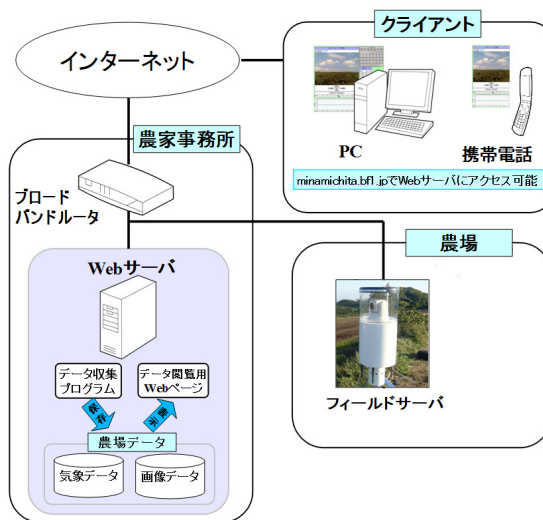 インターネット
クライアント
PC
携帯電話
minamichita.bf1.jpでWebサーバにアクセス可能
農家事務所
ブロード
バンドルータ
Webサーバ
データ収集
プログラム
データ閲覧用
Webページ
保存
表示
農場データ
気象データ
画像データ
農場
フィールドサーバ